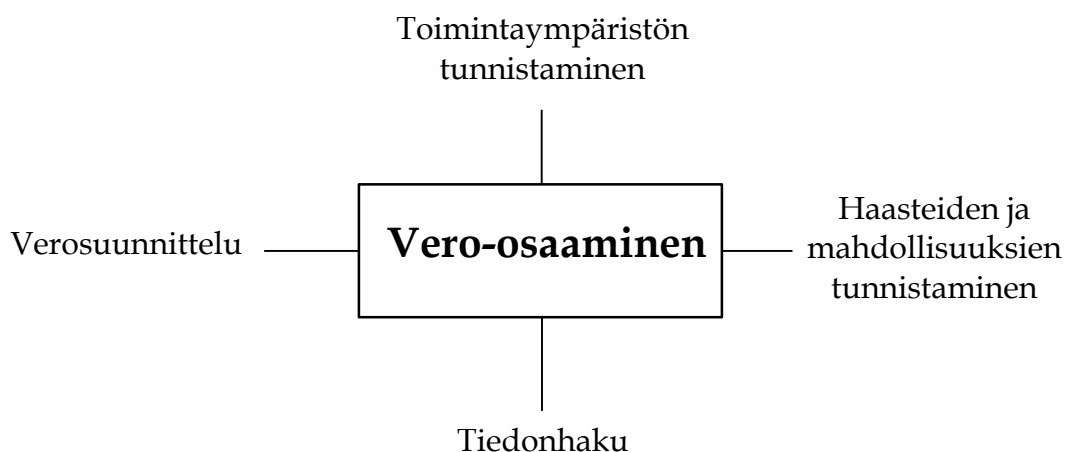 Toimintaympäristön
tunnistaminen
Verosuunnittelu
Vero-osaaminen
Haasteiden ja
mahdollisuuksien
tunnistaminen
Tiedonhaku